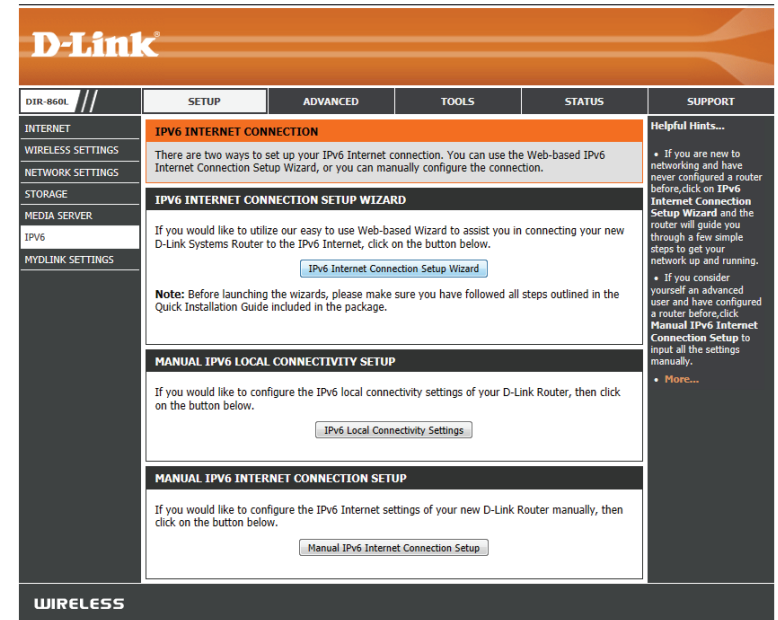 D-Link
DIR-860L
SETUP
ADVANCED
TOOLS
STATUS
SUPPORT
INTERNET
WIRELESS SETTINGS
NETWORK SETTINGS
STORAGE
MEDIA SERVER
IPV6
MYDLINK SETTINGS
IPV6 INTERNET CONNECTION
There are two ways to set up your IPv6 Internet connection. You can use the Web-based IPv6
Internet Connection Setup Wizard, or you can manually configure the connection.
IPV6 INTERNET CONNECTION SETUP WIZARD
If you would like to utilize our easy to use Web-based Wizard to assist you in connecting your new
D-Link Systems Router to the IPv6 Internet, click on the button below.
IPv6 Internet Connection Setup Wizard
Note: Before launching the wizards, please make sure you have followed all steps outlined in the
Quick Installation Guide included in the package.
MANUAL IPV6 LOCAL CONNECTIVITY SETUP
If you would like to configure the IPv6 local connectivity settings of your D-Link Router, then click
on the button below.
IPv6 Local Connectivity Settings
MANUAL IPV6 INTERNET CONNECTION SETUP
If you would like to configure the IPv6 Internet settings of your new D-Link Router manually, then
click on the button below.
Manual IPv6 Internet Connection Setup
Helpful Hints...
• If you are new to
networking and have
never configured a router
before,click on IPv6
Internet Connection
Setup Wizard and the
router will guide you
through a few simple
steps to get your
network up and running.
• If you consider
yourself an advanced
user and have configured
a router before,click
Manual IPv6 Internet
Connection Setup to
input all the settings
manually.
• More...
WIRELESS